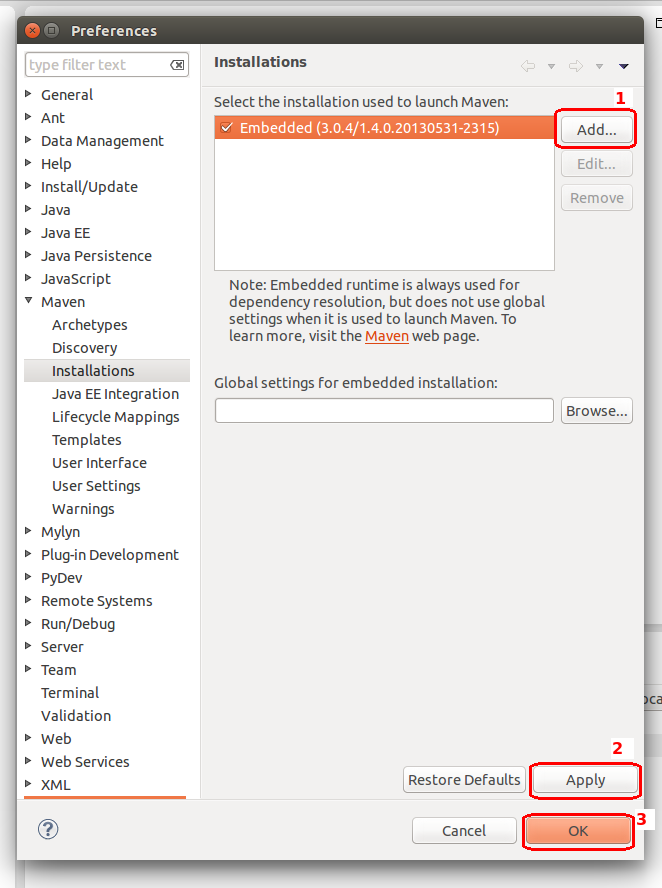 Preferences
type filter text
General
Ant
Data Management
Help
Install/Update
Java
Java EE
Java Persistence
JavaScript
Maven
Archetypes
Discovery
Installations
Java EE Integration
Lifecycle Mappings
Templates
User Interface
User Settings
Warnings
Mylyn
Plug-in Development
PyDev
Remote Systems
Run/Debug
Server
Team
Terminal
Validation
Web
Web Services
XML
Installations
Select the installation used to launch Maven:
1
Embedded (3.0.4/1.4.0.20130531-2315)
Add...
Edit...
Remove
Note: Embedded runtime is always used for
dependency resolution, but does not use global
settings when it is used to launch Maven. To
learn more, visit the Maven web page.
Global settings for embedded installation:
Browse...
2
Restore Defaults
Apply
?
Cancel
OK
3